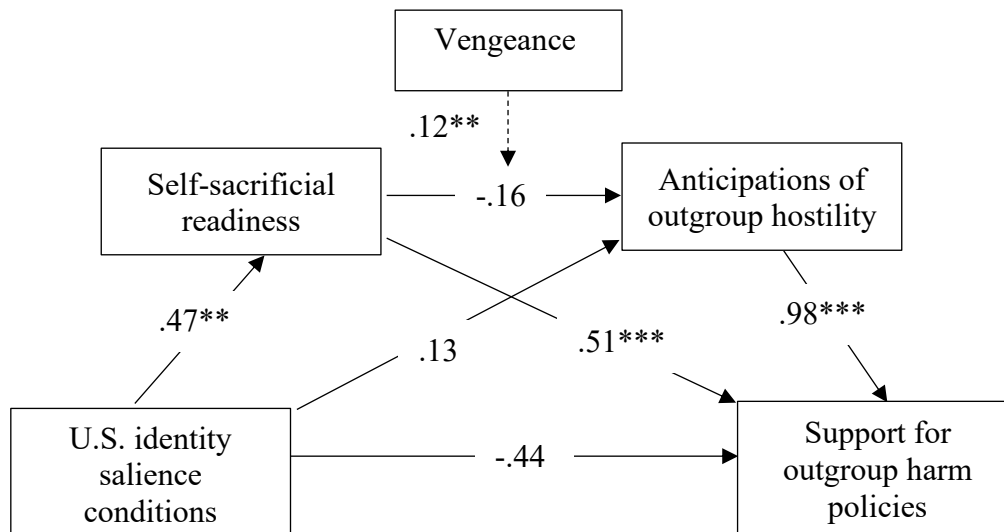 Vengeance
.12**
Self-sacrificial
readiness
-.16
Anticipations of
outgroup hostility
.47**
.13
.51***
.98***
U.S. identity
salience
conditions
-.44
Support for
outgroup harm
policies